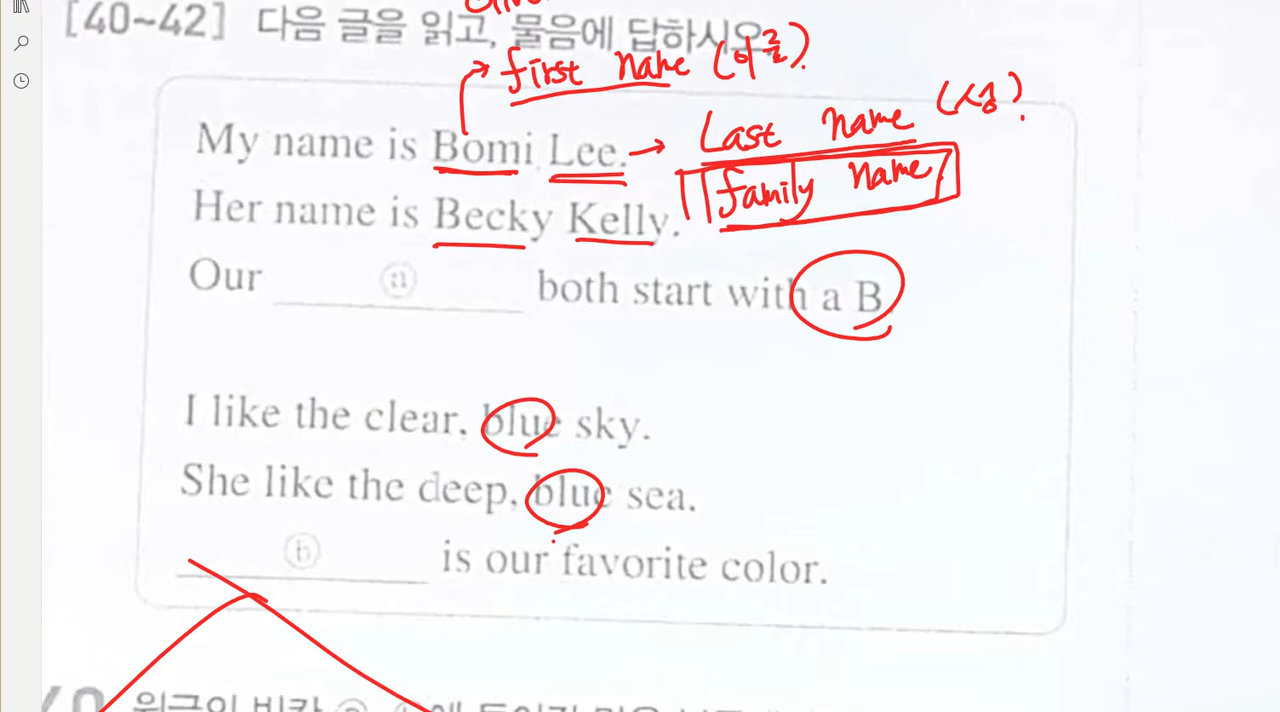 [40~42] 다음 글을 읽고, 물음에 답하시오.
first name (이름).
My name is Bomi Lee. Last name (성).
family name
Her name is Becky Kelly.
Our ⓐ both start with a B
I like the clear, blue sky.
She like the deep, blue sea.
ⓑ is our favorite color.